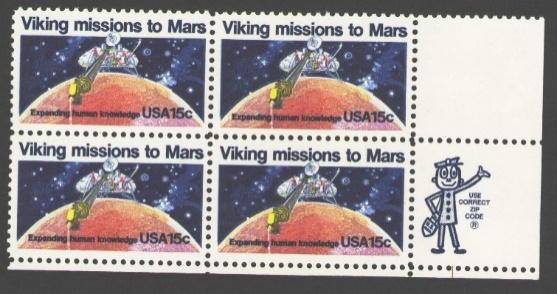 Viking missions to Mars
Expanding human knowledge USA15c
Viking missions to Mars
Expanding human knowledge USA15c
Viking missions to Mars
Expanding human knowledge USA15c
Viking missions to Mars
Expanding human knowledge USA15c
USE
CORRECT
ZIP
CODE
®